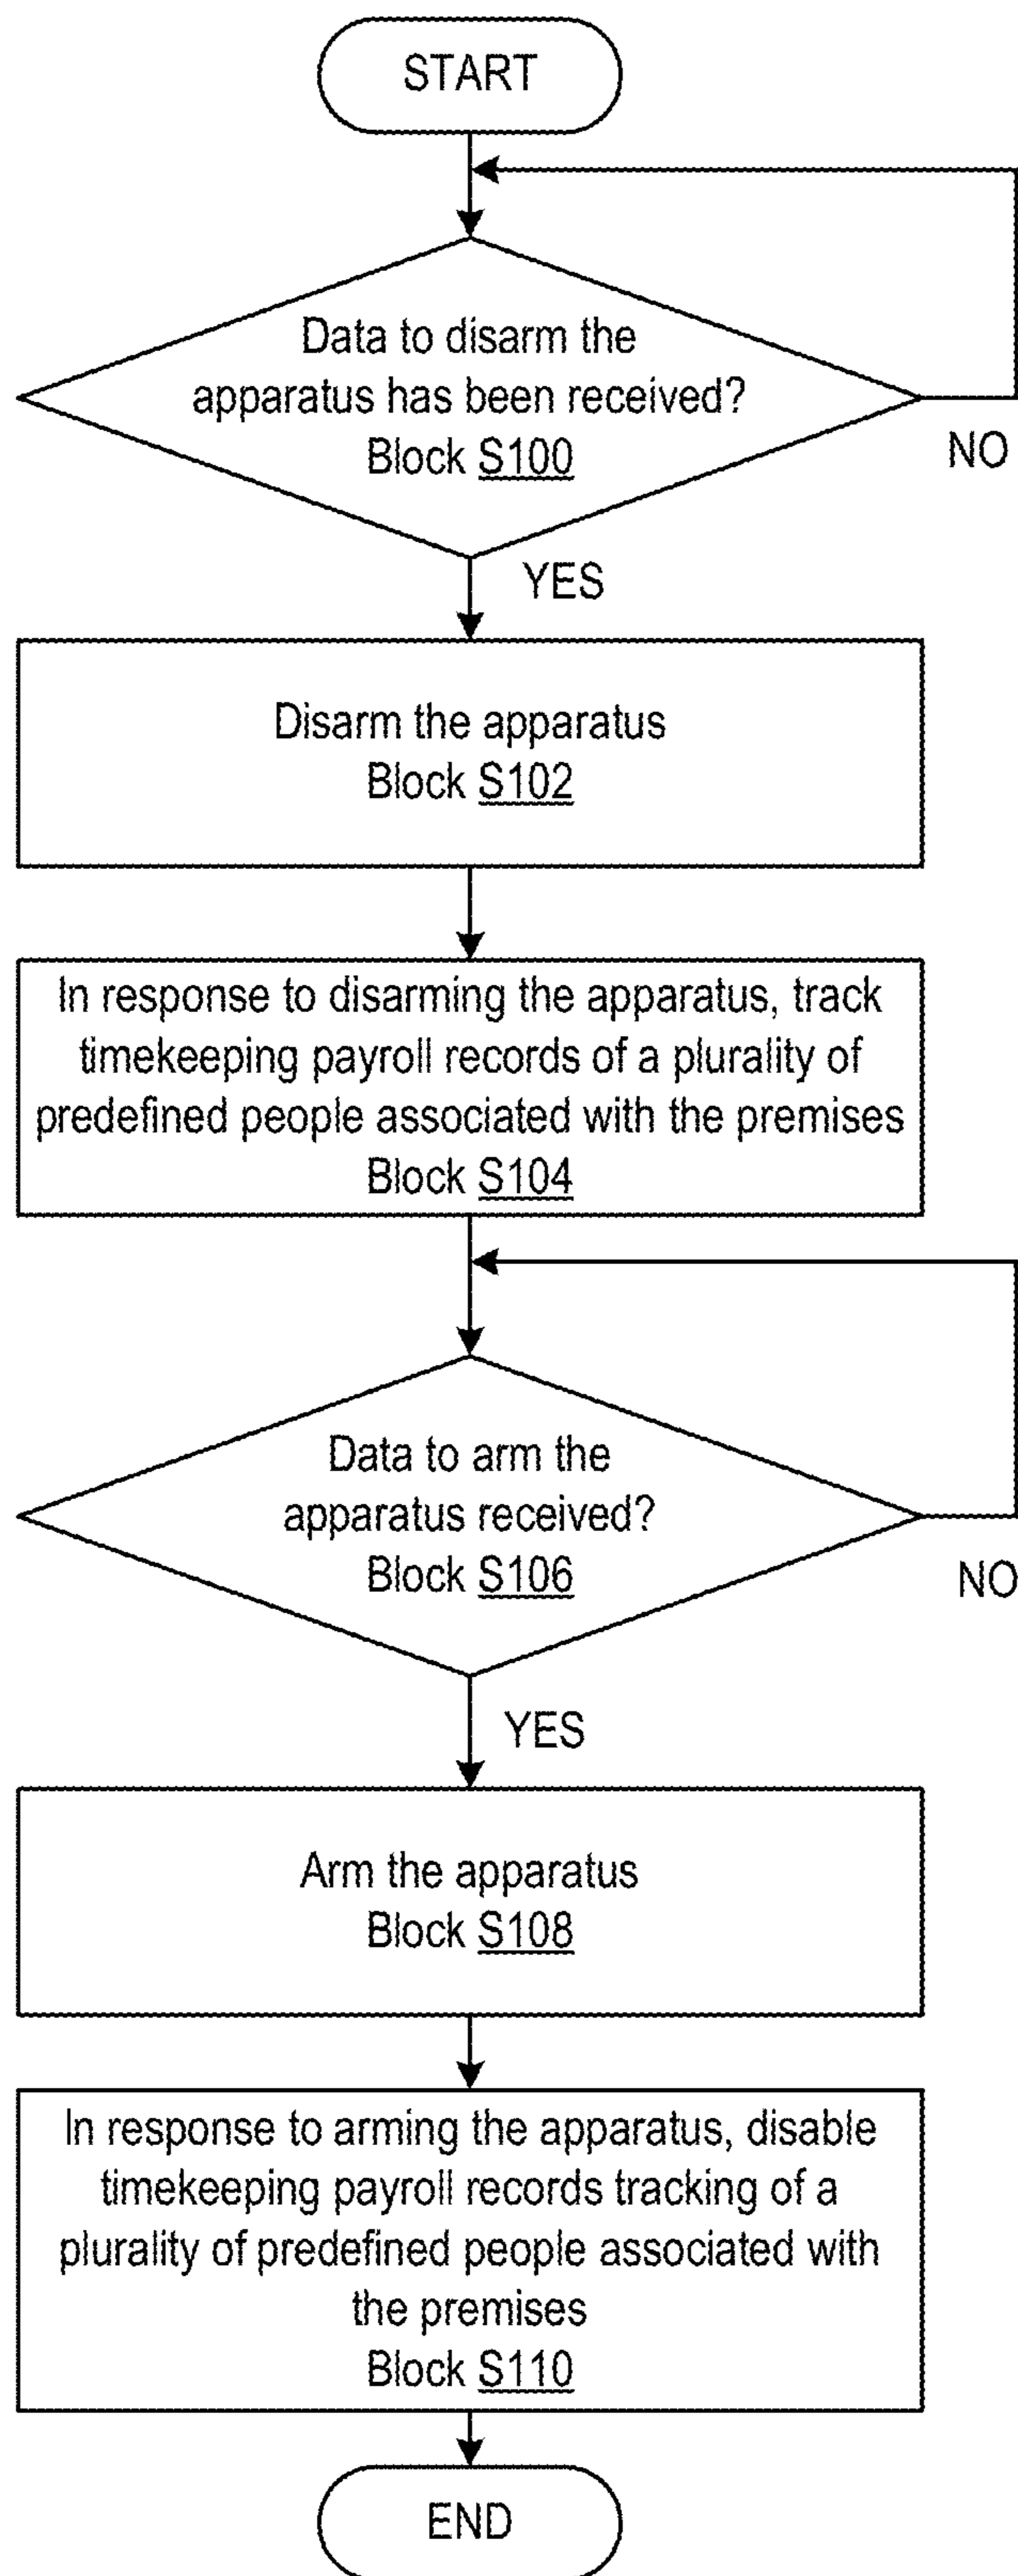 START
Data to disarm the
apparatus has been received?
Block S100
NO
YES
Disarm the apparatus
Block S102
In response to disarming the apparatus, track
timekeeping payroll records of a plurality of
predefined people associated with the premises
Block S104
Data to arm the
apparatus received?
Block S106
NO
YES
Arm the apparatus
Block S108
In response to arming the apparatus, disable
timekeeping payroll records tracking of a
plurality of predefined people associated with
the premises
Block S110
END